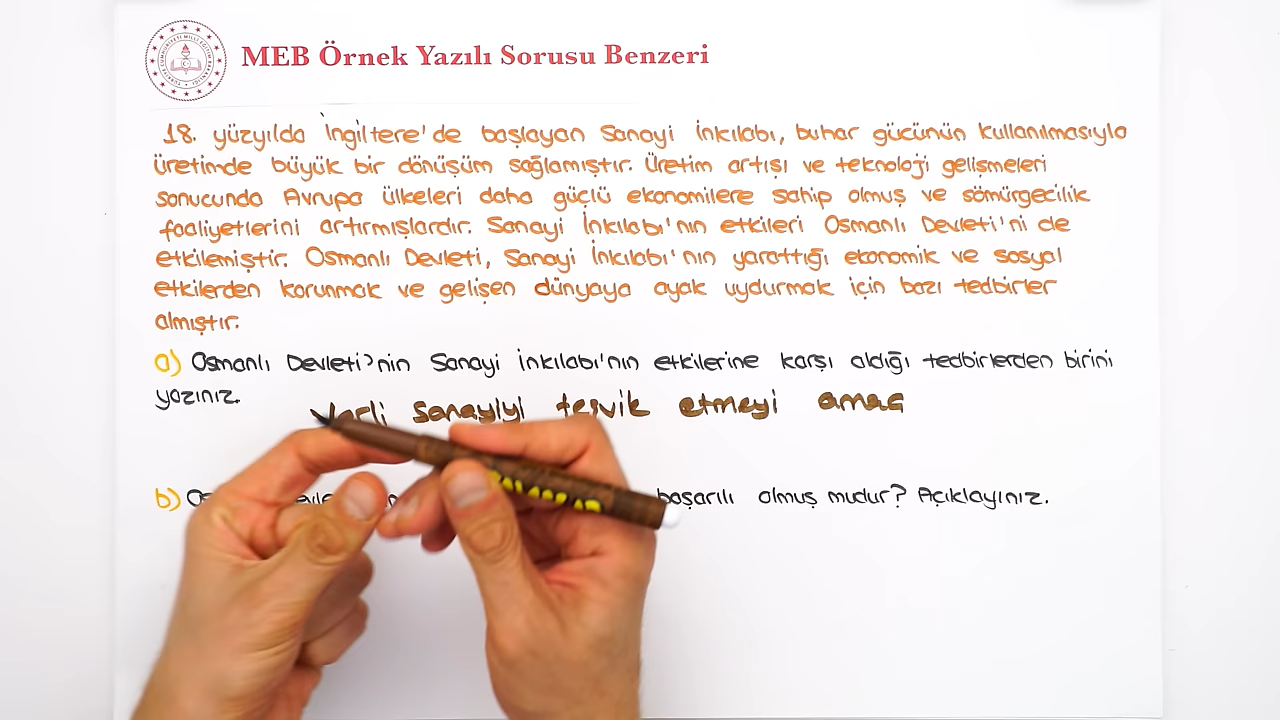 MEB Örnek Yazılı Sorusu Benzeri
18. yüzyılda İngiltere'de başlayan Sanayi İnkılabı, buhar gücünün kullanılmasıyla
üretimde büyük bir dönüşüm sağlamıştır. Üretim artışı ve teknoloji gelişmeleri
sonucunda Avrupa ülkeleri daha güçlü ekonomilere sahip olmuş ve sömürgecilik
faaliyetlerini artırmışlardır. Sanayi İnkılabı'nın etkileri Osmanlı Devleti'ni de
etkilemiştir. Osmanlı Devleti, Sanayi İnkılabı'nın yarattığı ekonomik ve sosyal
etkilerden korunmak ve gelişen dünyaya ayak uydurmak için bazı tedbirler
almıştır.
a) Osmanlı Devleti'nin Sanayi İnkılabı'nın etkilerine karşı aldığı tedbirlerden birini
yazınız.
Yerli sanayiyi teşvik etmeyi amaç
b) başarılı olmuş mudur? Açıklayınız.